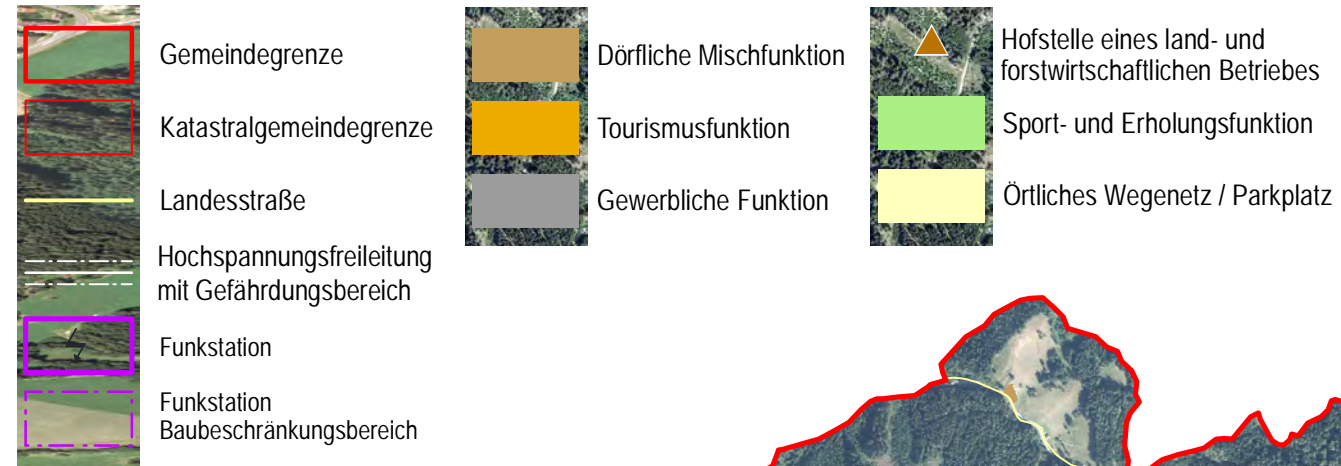 Gemeindegrenze
Katastralgemeindegrenze
Landesstraße
Hochspannungsfreileitung
mit Gefährdungsbereich
Funkstation
Funkstation
Baubeschränkungsbereich
Dörfliche Mischfunktion
Tourismusfunktion
Gewerbliche Funktion
Hofstelle eines land- und
forstwirtschaftlichen Betriebes
Sport- und Erholungsfunktion
Örtliches Wegenetz / Parkplatz